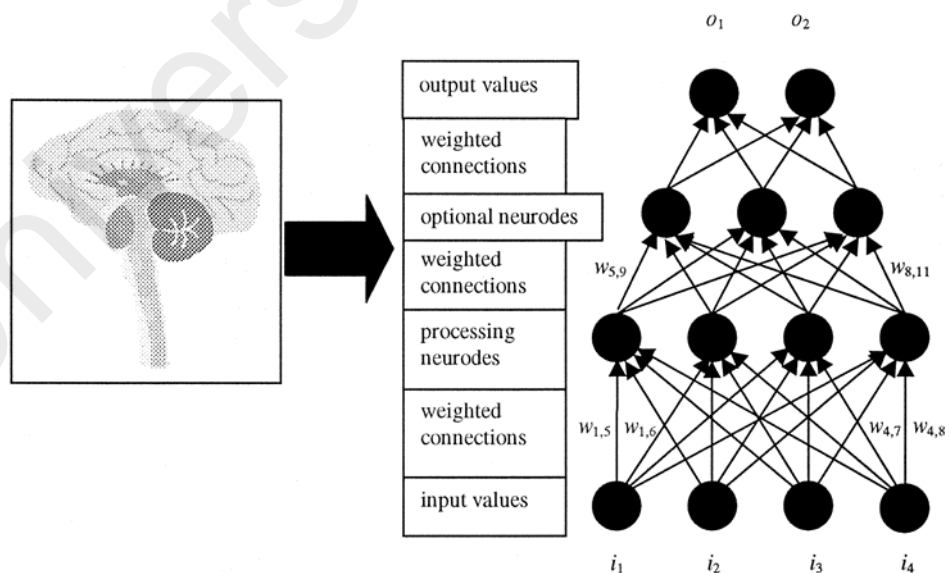 o1 o2
output values
weighted
connections
optional neurodes
weighted
connections
w5,9 w8,11
processing
neurodes
weighted
connections
w1,5 w1,6 w4,7 w4,8
input values
i1 i2 i3 i4